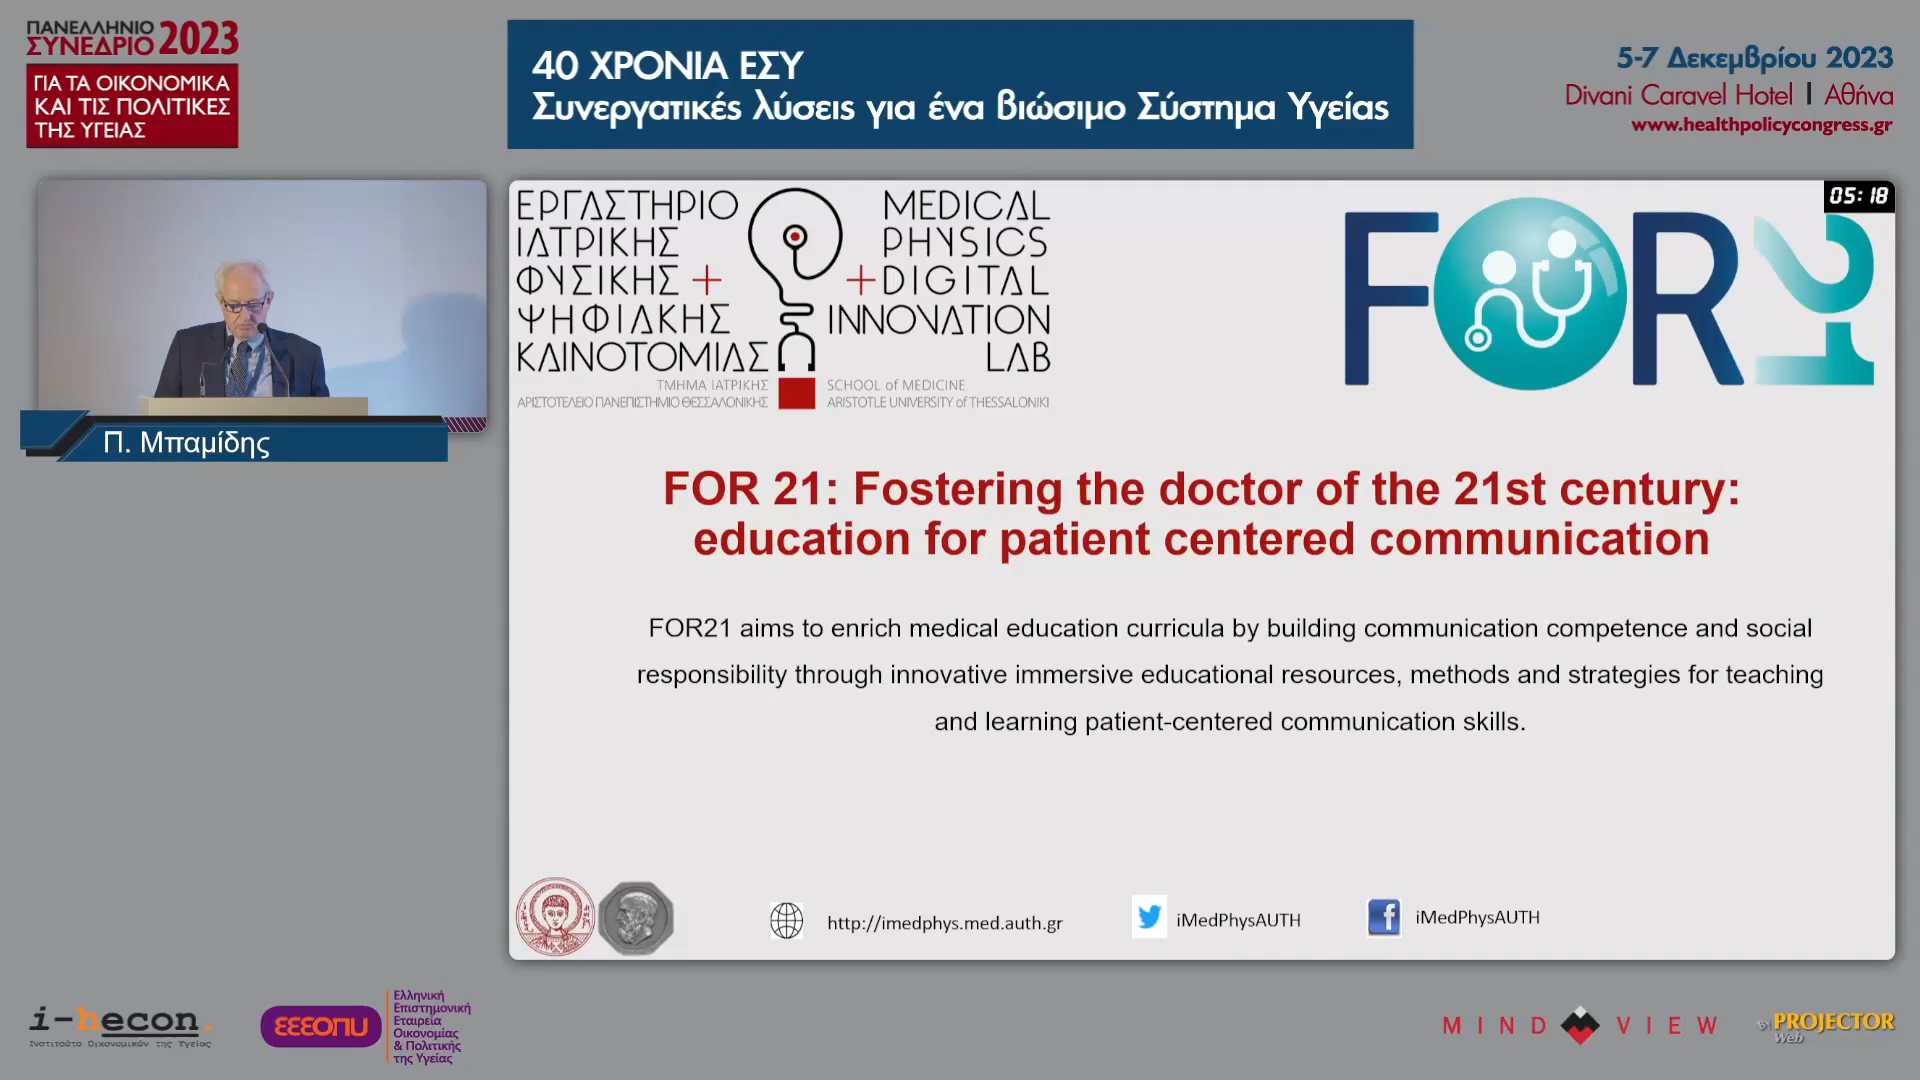 ΠΑΝΕΛΛΗΝΙΟ
ΣΥΝΕΔΡΙΟ 2023
ΓΙΑ ΤΑ ΟΙΚΟΝΟΜΙΚΑ
ΚΑΙ ΤΙΣ ΠΟΛΙΤΙΚΕΣ
ΤΗΣ ΥΓΕΙΑΣ
40 ΧΡΟΝΙΑ ΕΣΥ
Συνεργατικές λύσεις για ένα βιώσιμο Σύστημα Υγείας
5-7 Δεκεμβρίου 2023
Divani Caravel Hotel | Αθήνα
www.healthpolicycongress.gr
Π. Μπαμίδης
ΕΡΓΑΣΤΗΡΙΟ
ΙΑΤΡΙΚΗΣ
ΦΥΣΙΚΗΣ +
ΨΗΦΙΑΚΗΣ
ΚΑΙΝΟΤΟΜΙΑΣ
ΤΜΗΜΑ ΙΑΤΡΙΚΗΣ
ΑΡΙΣΤΟΤΕΛΕΙΟ ΠΑΝΕΠΙΣΤΗΜΙΟ ΘΕΣΣΑΛΟΝΙΚΗΣ
MEDICAL
PHYSICS
+DIGITAL
INNOVATION
LAB
SCHOOL of MEDICINE
ARISTOTLE UNIVERSITY of THESSALONIKI
FOR21
05:18
FOR 21: Fostering the doctor of the 21st century:
education for patient centered communication
FOR21 aims to enrich medical education curricula by building communication competence and social
responsibility through innovative immersive educational resources, methods and strategies for teaching
and learning patient-centered communication skills.
http://imedphys.med.auth.gr
iMedPhysAUTH
iMedPhysAUTH
i-hecon.
Ινστιτούτο Οικονομικών της Υγείας
εεεοπυ
Ελληνική
Επιστημονική
Εταιρεία
Οικονομίας
& Πολιτικής
της Υγείας
MINDVIEW
PROJECTOR
Web